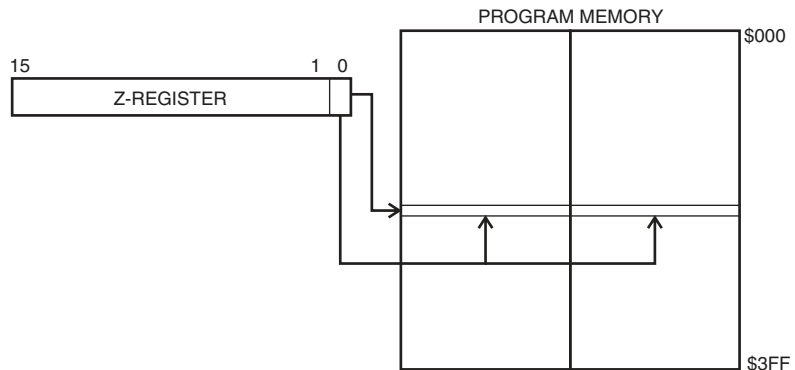 PROGRAM MEMORY
$000
15 1 0
Z-REGISTER
$3FF